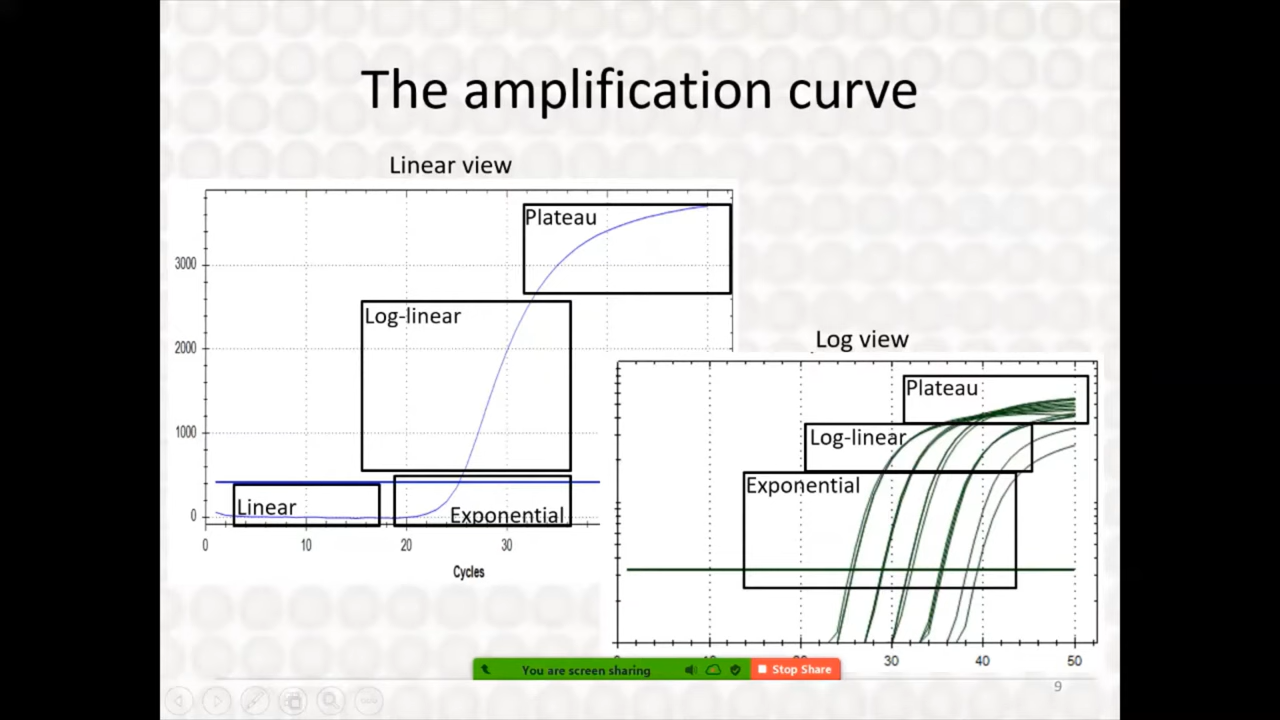 The amplification curve
Linear view
Plateau
3000
Log-linear
2000
1000
Linear
Exponential
0
0 10 20 30
Cycles
Log view
Plateau
Log-linear
Exponential
30 40 50
You are screen sharing
Stop Share
9